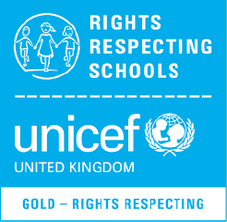 RIGHTS
RESPECTING
SCHOOLS
unicef
UNITED KINGDOM
GOLD – RIGHTS RESPECTING